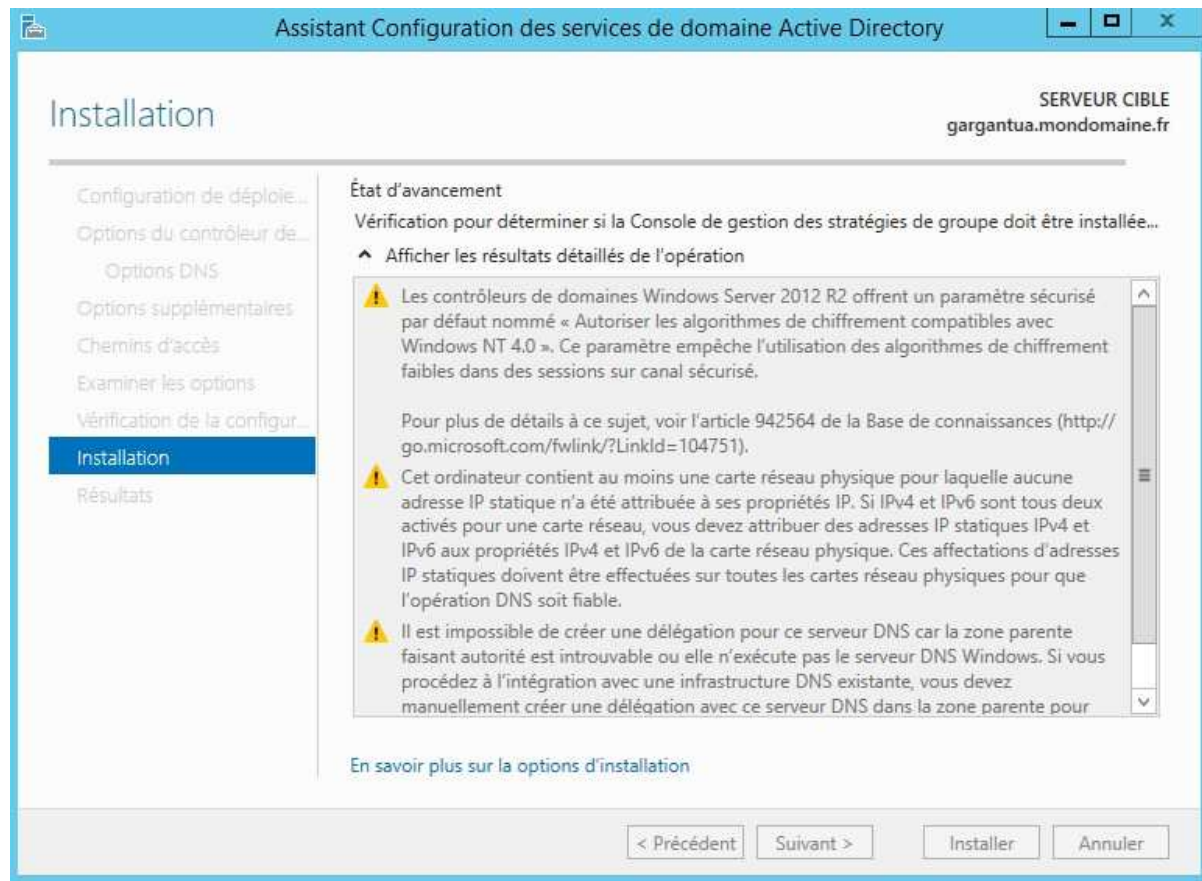 Assistant Configuration des services de domaine Active Directory
Installation
SERVEUR CIBLE
gargantua.mondomaine.fr
Configuration de déploie...
Options du contrôleur de...
Options DNS
Options supplémentaires
Chemins d'accès
Examiner les options
Vérification de la configur...
Installation
Résultats
État d'avancement
Vérification pour déterminer si la Console de gestion des stratégies de groupe doit être installée...
Afficher les résultats détaillés de l'opération
Les contrôleurs de domaines Windows Server 2012 R2 offrent un paramètre sécurisé
par défaut nommé « Autoriser les algorithmes de chiffrement compatibles avec
Windows NT 4.0 ». Ce paramètre empêche l'utilisation des algorithmes de chiffrement
faibles dans des sessions sur canal sécurisé.
Pour plus de détails à ce sujet, voir l'article 942564 de la Base de connaissances (http://
go.microsoft.com/fwlink/?LinkId=104751).
Cet ordinateur contient au moins une carte réseau physique pour laquelle aucune
adresse IP statique n'a été attribuée à ses propriétés IP. Si IPv4 et IPv6 sont tous deux
activés pour une carte réseau, vous devez attribuer des adresses IP statiques IPv4 et
IPv6 aux propriétés IPv4 et IPv6 de la carte réseau physique. Ces affectations d'adresses
IP statiques doivent être effectuées sur toutes les cartes réseau physiques pour que
l'opération DNS soit fiable.
Il est impossible de créer une délégation pour ce serveur DNS car la zone parente
faisant autorité est introuvable ou elle n'exécute pas le serveur DNS Windows. Si vous
procédez à l'intégration avec une infrastructure DNS existante, vous devez
manuellement créer une délégation avec ce serveur DNS dans la zone parente pour
En savoir plus sur la options d'installation
< Précédent
Suivant >
Installer
Annuler